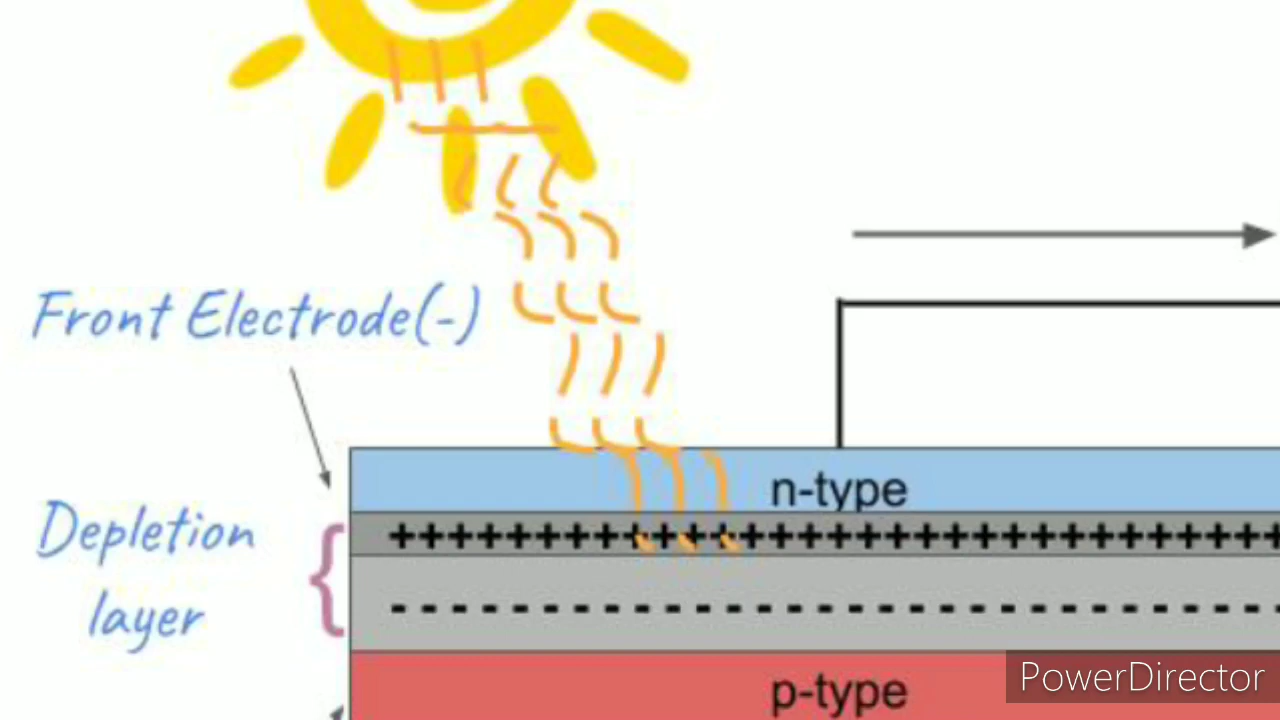 Front Electrode(-)
n-type
Depletion
layer
+++++++++++++++++++++++++++++++
- - - - - - - - - - - - - - - - - - - - - - - - - - - - -
p-type
PowerDirector